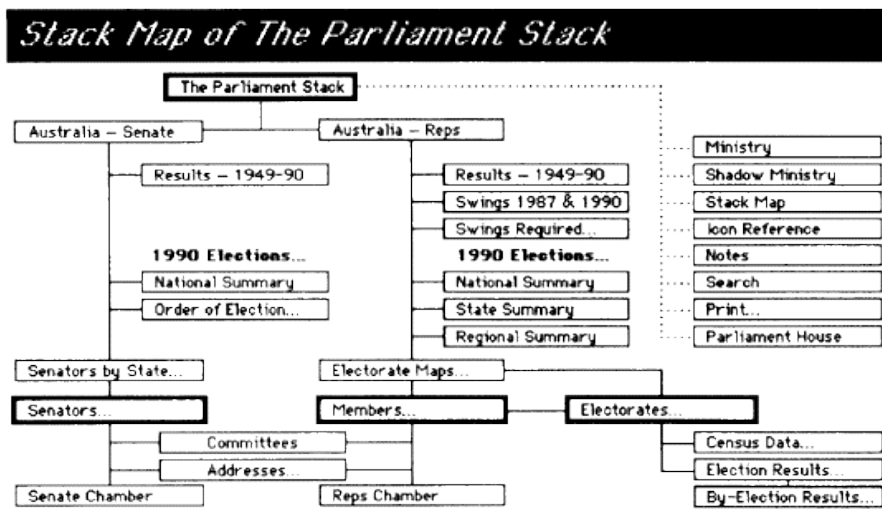 Stack Map of The Parliament Stack
The Parliament Stack
Australia – Senate
Australia – Reps
Results – 1949-90
1990 Elections...
National Summary
Order of Election...
Results – 1949-90
Swings 1987 & 1990
Swings Required...
1990 Elections...
National Summary
State Summary
Regional Summary
Ministry
Shadow Ministry
Stack Map
Icon Reference
Notes
Search
Print...
Parliament House
Senators by State...
Electorate Maps...
Senators...
Members...
Electorates...
Committees
Addresses...
Census Data...
Election Results...
By-Election Results...
Senate Chamber
Reps Chamber